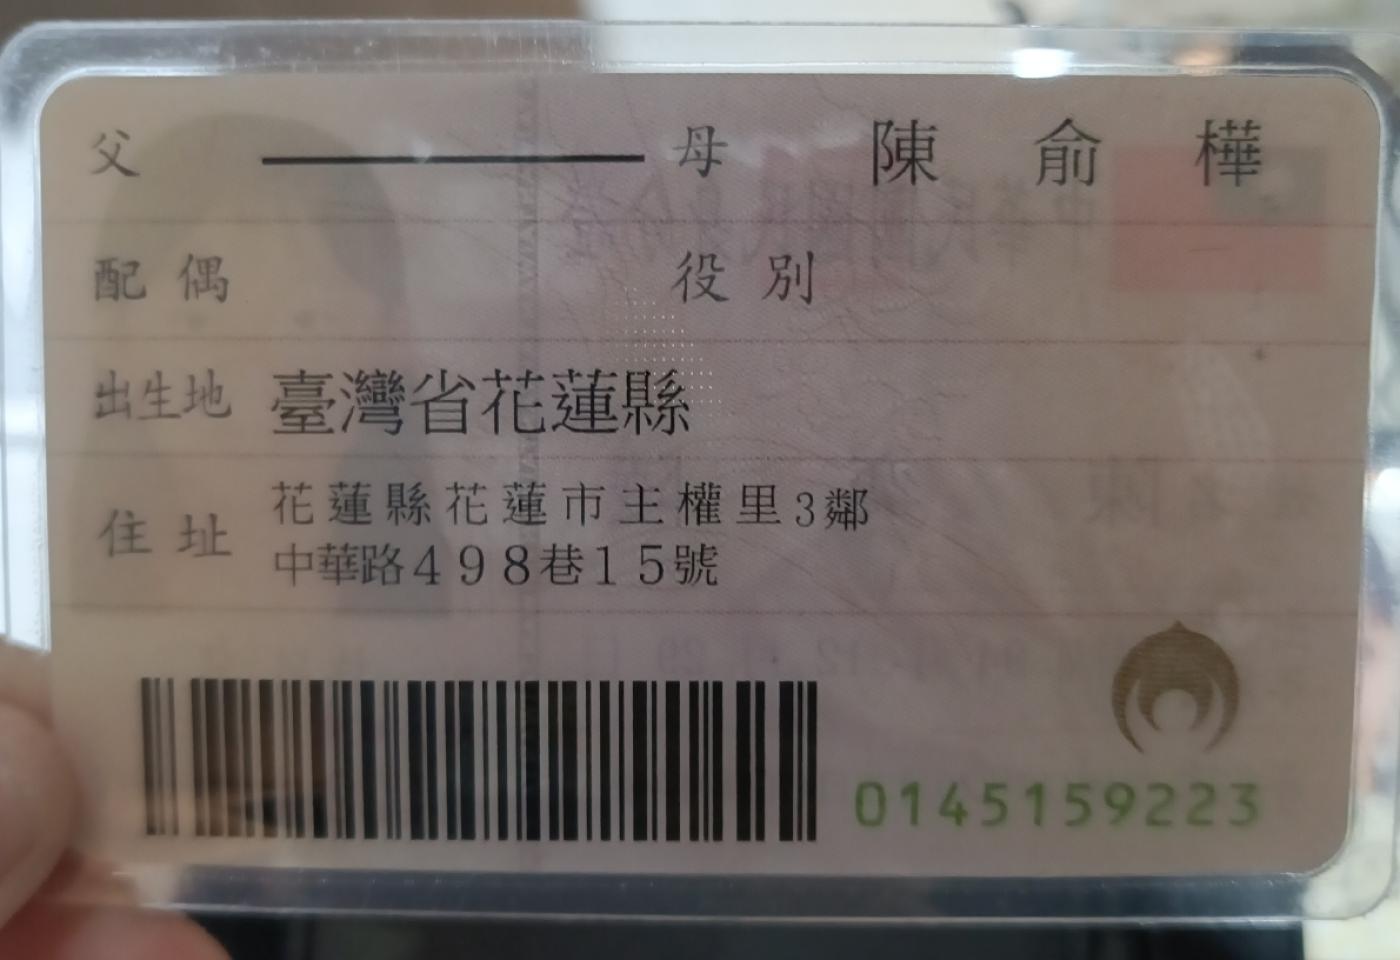 父 母 陳俞樺
配偶 役別
出生地 臺灣省花蓮縣
住址 花蓮縣花蓮市主權里3鄰
中華路498巷15號
0145159223